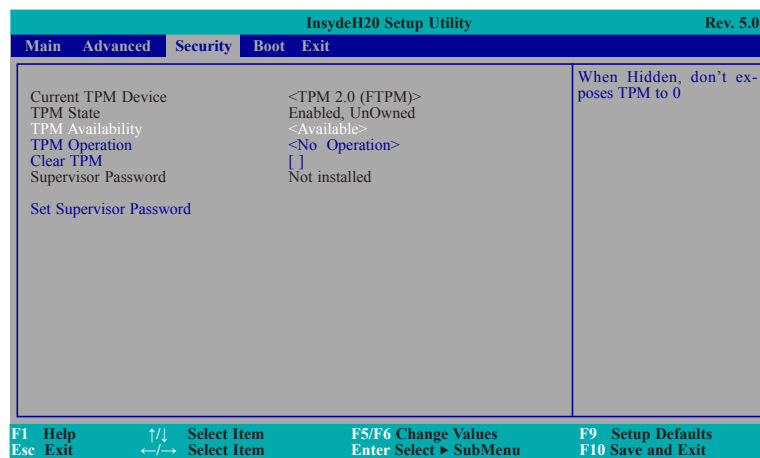 InsydeH20 Setup Utility Rev. 5.0
Main Advanced Security Boot Exit
Current TPM Device <TPM 2.0 (FTPM)>
TPM State Enabled, UnOwned
TPM Availability <Available>
TPM Operation <No Operation>
Clear TPM [ ]
Supervisor Password Not installed
Set Supervisor Password
When Hidden, don't ex-
poses TPM to 0
F1 Help ↑/↓ Select Item F5/F6 Change Values F9 Setup Defaults
Esc Exit ←/→ Select Item Enter Select ▶ SubMenu F10 Save and Exit